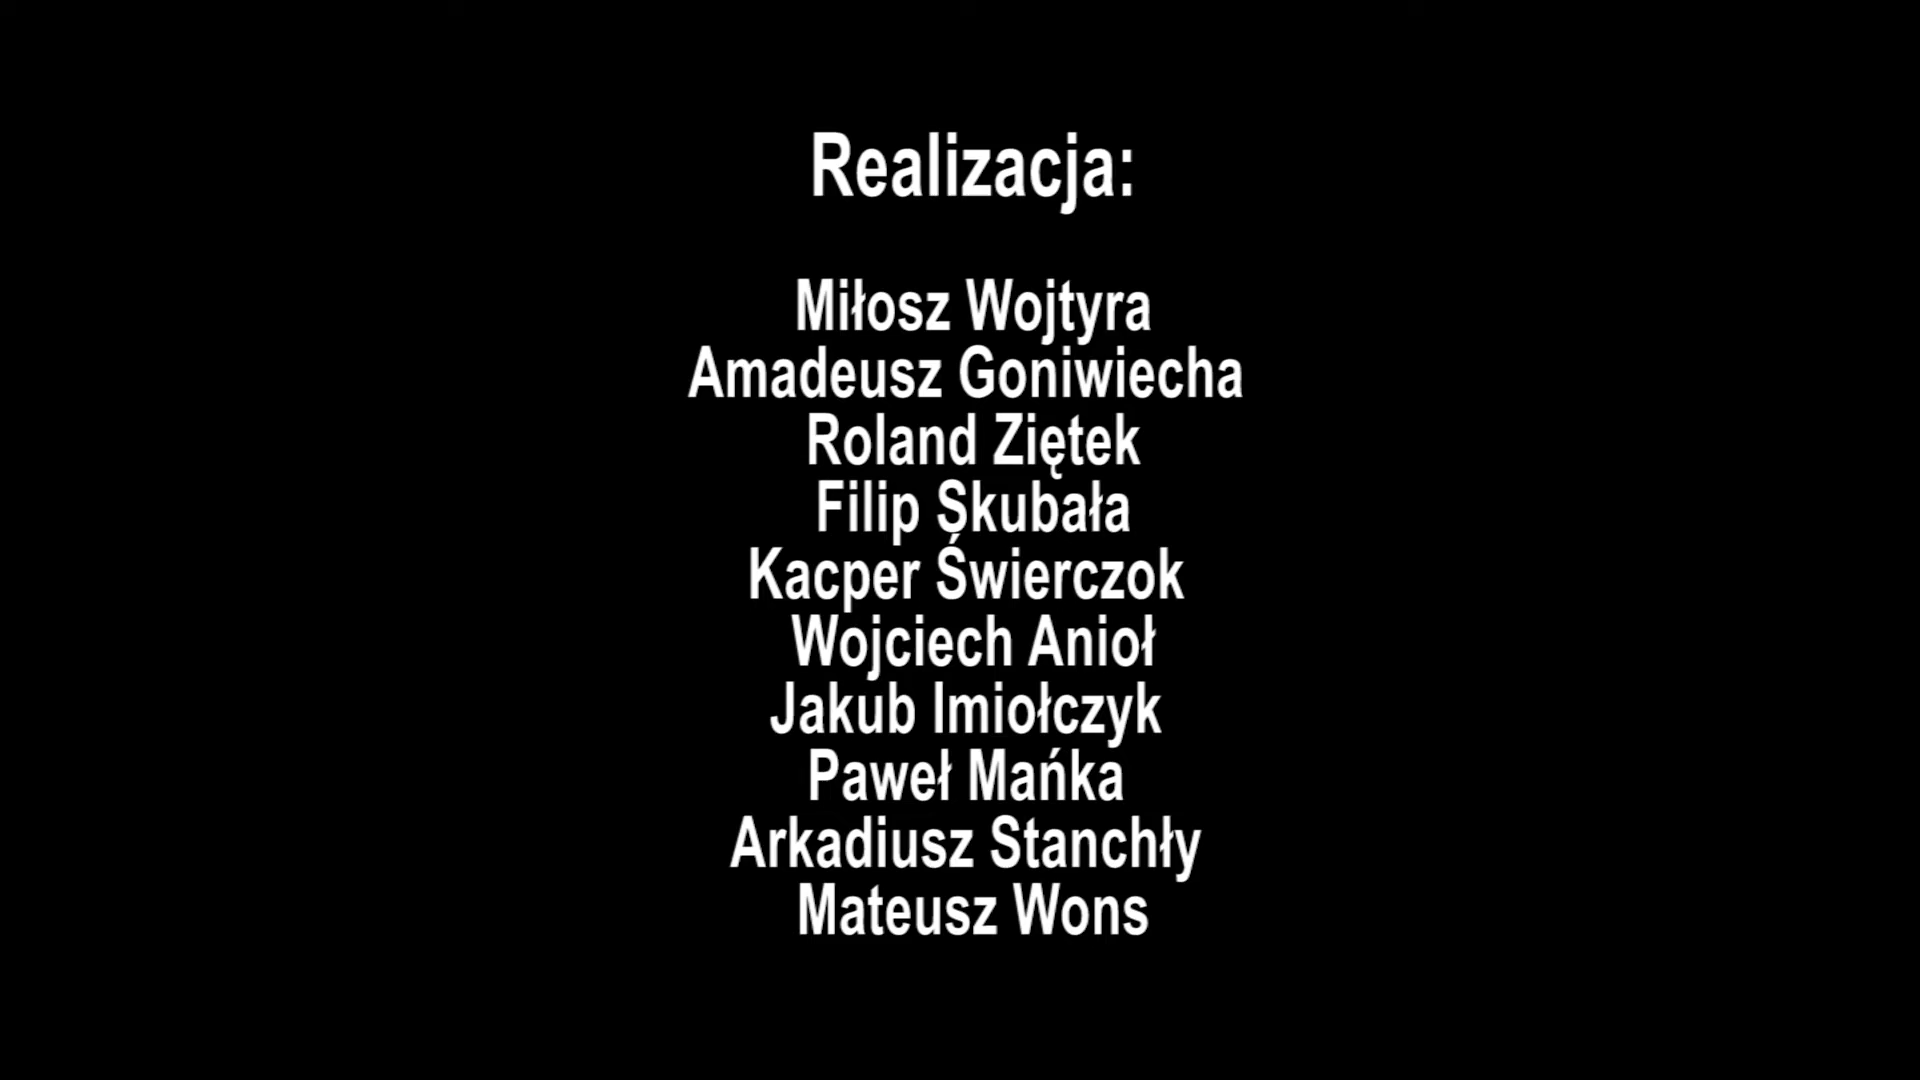 Realizacja:
Miłosz Wojtyra
Amadeusz Goniwiecha
Roland Ziętek
Filip Skubała
Kacper Świerczok
Wojciech Anioł
Jakub Imiołczyk
Paweł Mańka
Arkadiusz Stanchły
Mateusz Wons